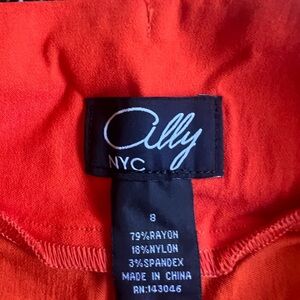 Ally
NYC
8
79%RAYON
18%NYLON
3%SPANDEX
MADE IN CHINA
RN:143046